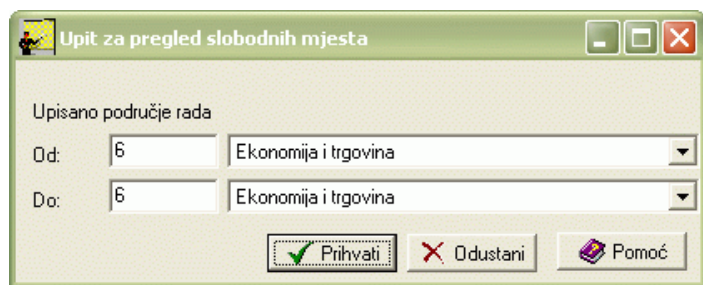 Upit za pregled slobodnih mjesta
Upisano područje rada
Od: 6 Ekonomija i trgovina
Do: 6 Ekonomija i trgovina
Prihvati Odustani Pomoć